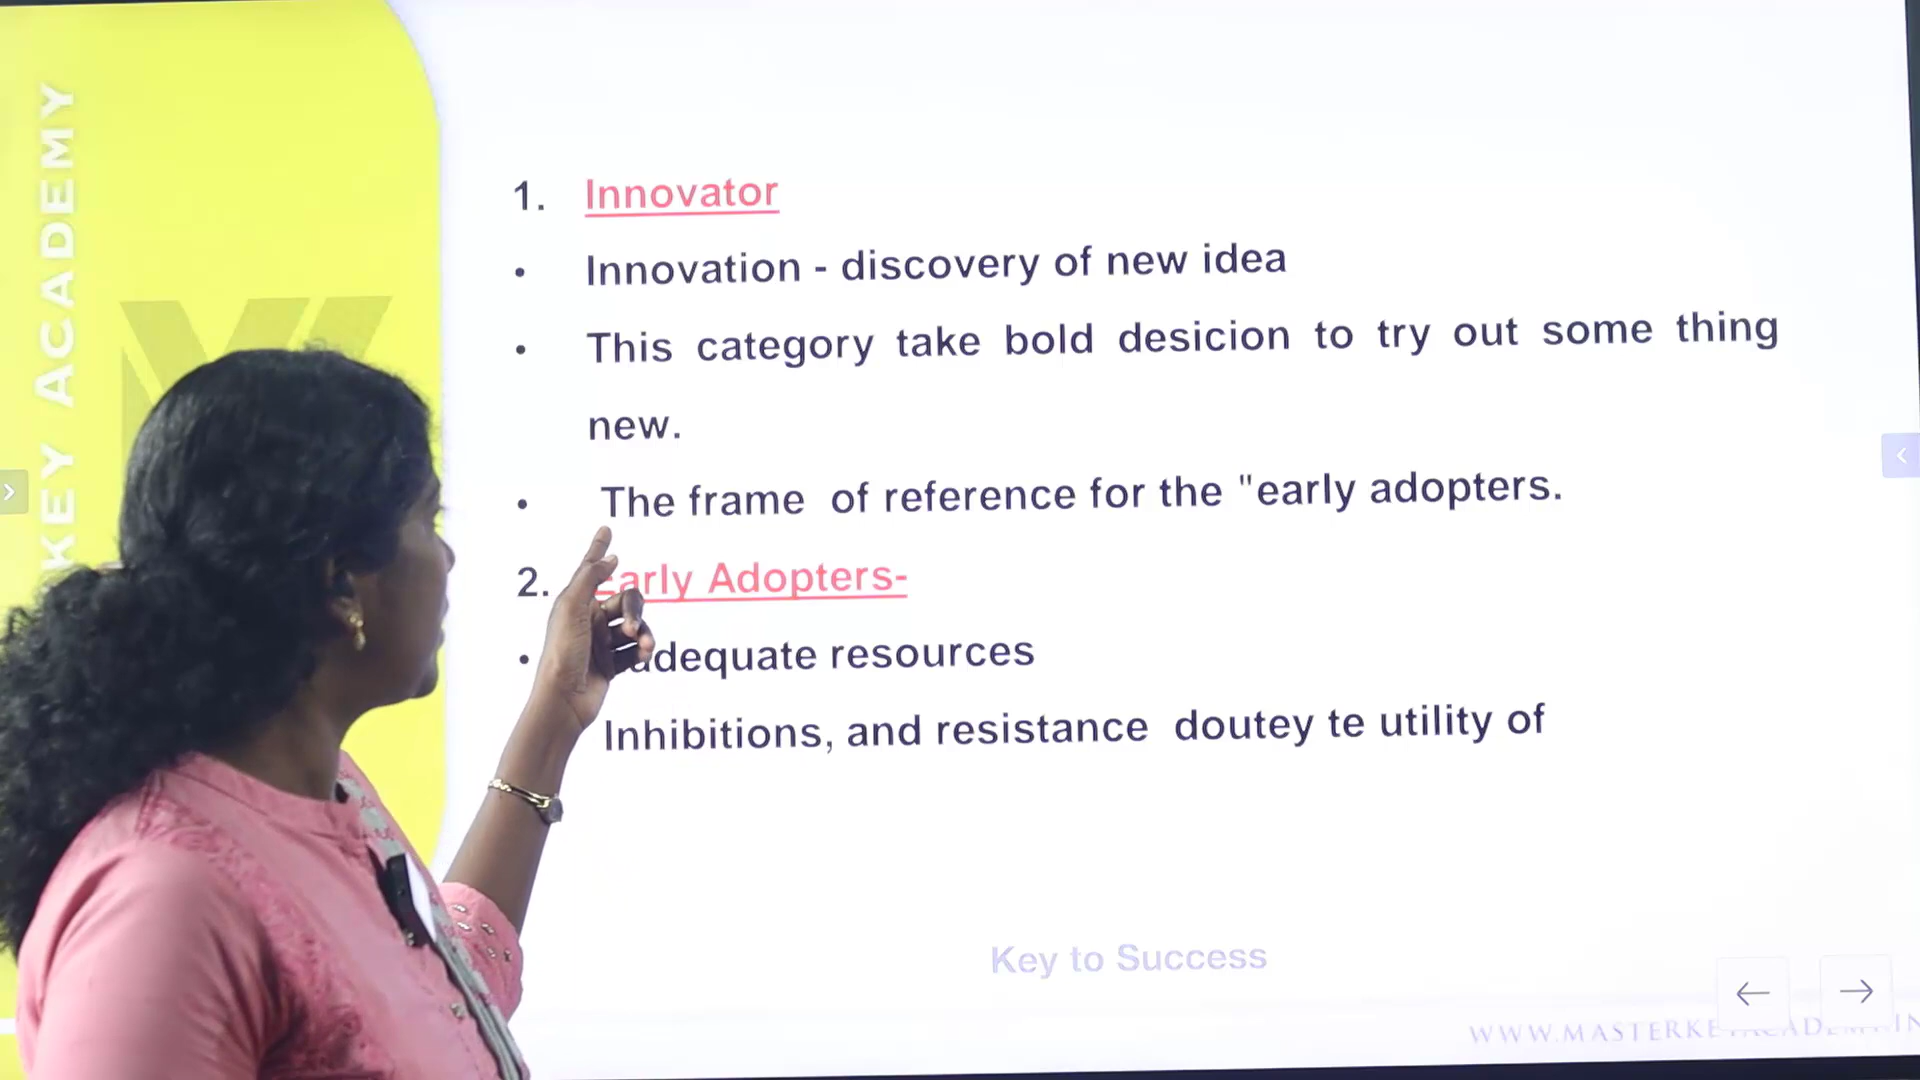 KEY ACADEMY
1. Innovator
• Innovation - discovery of new idea
• This category take bold desicion to try out some thing
new.
• The frame of reference for the "early adopters.
2. Early Adopters-
• adequate resources
Inhibitions, and resistance doutey te utility of
Key to Success
WWW.MASTERKEYACADEMY.IN